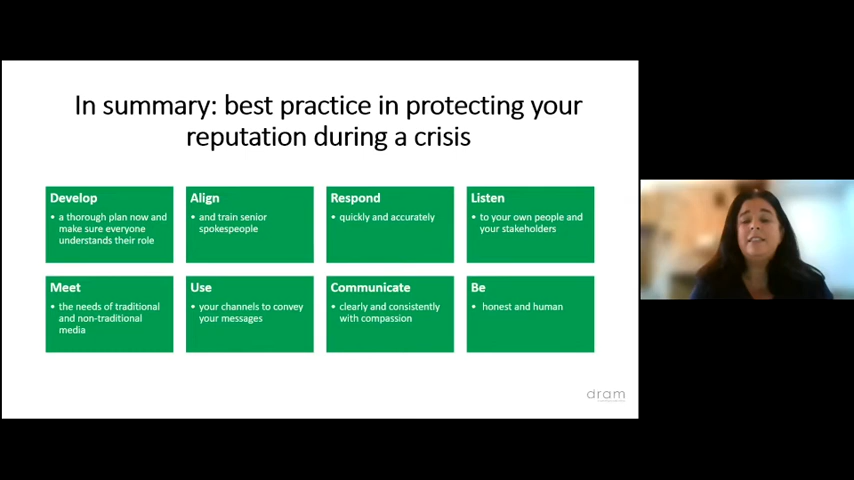 In summary: best practice in protecting your
reputation during a crisis
Develop
• a thorough plan now and
make sure everyone
understands their role
Align
• and train senior
spokespeople
Respond
• quickly and accurately
Listen
• to your own people and
your stakeholders
Meet
• the needs of traditional
and non-traditional
media
Use
• your channels to convey
your messages
Communicate
• clearly and consistently
with compassion
Be
• honest and human
dram